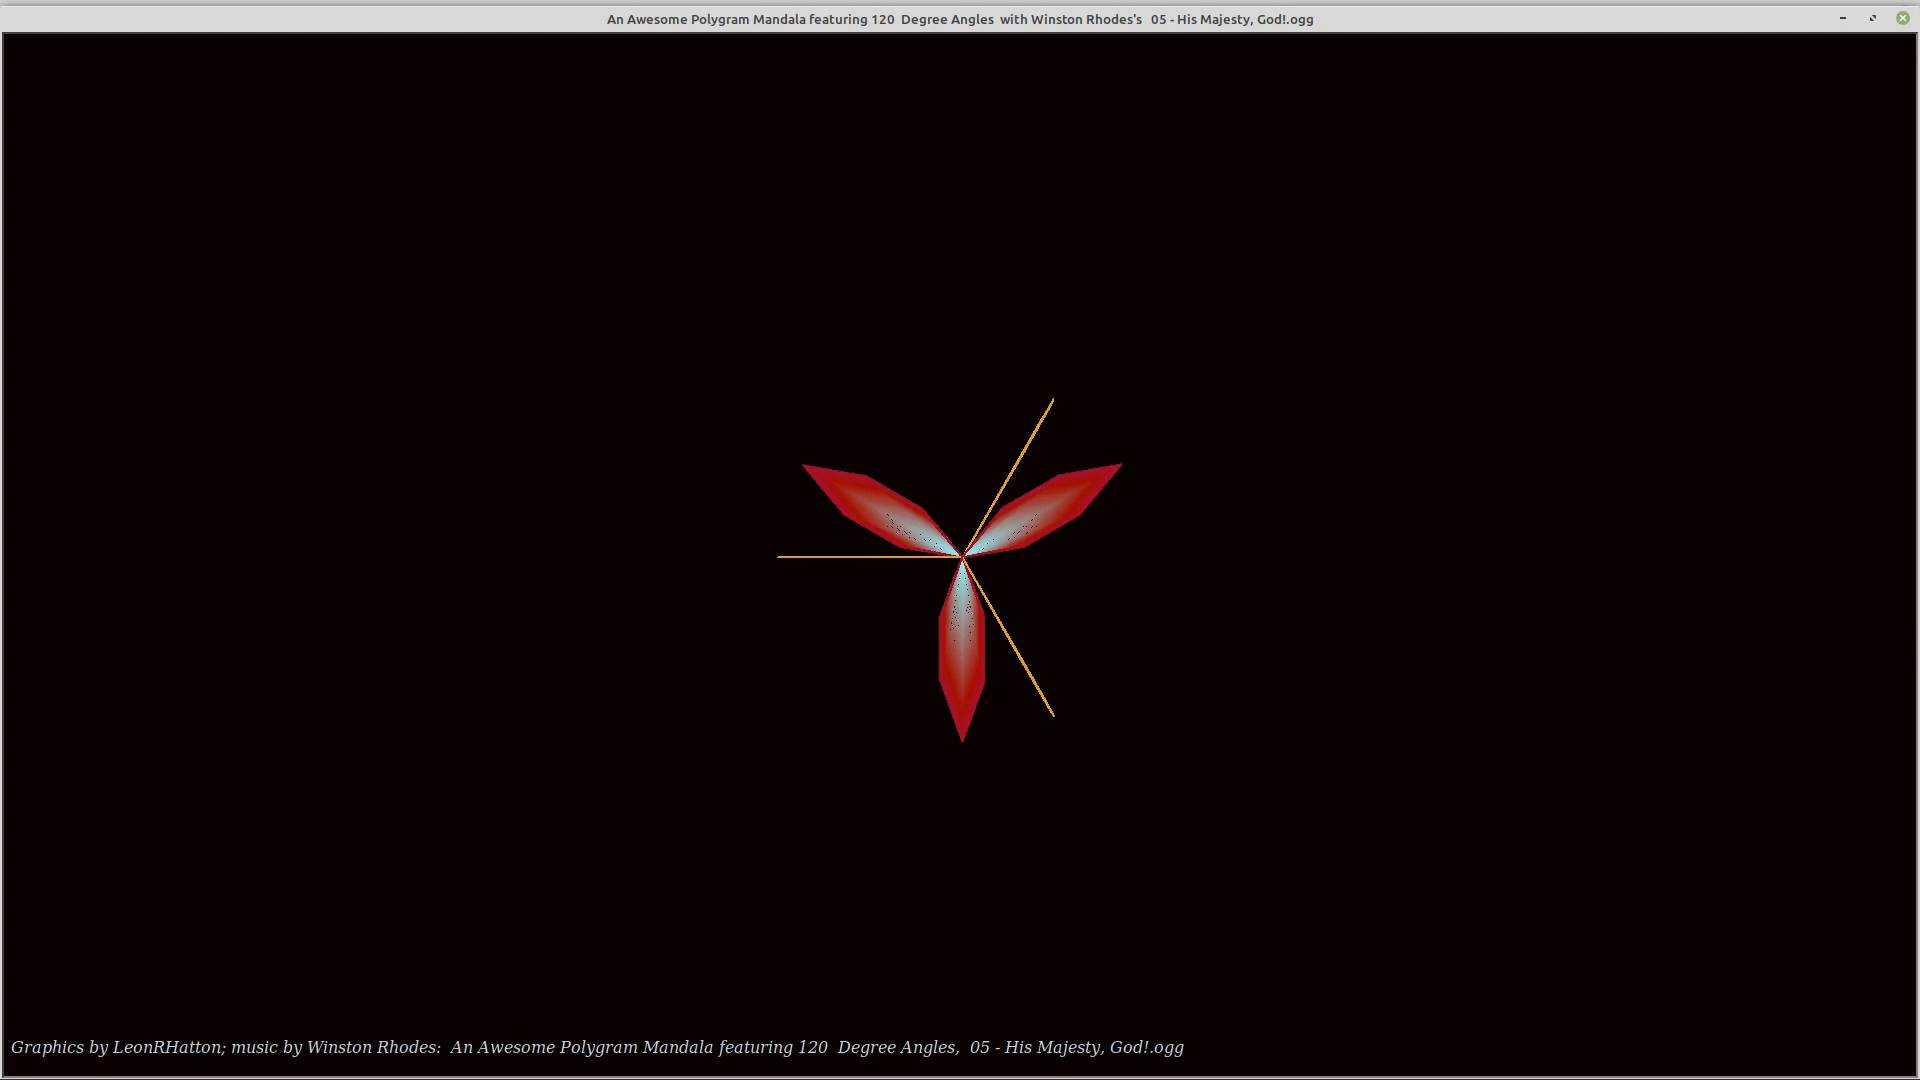 An Awesome Polygram Mandala featuring 120  Degree Angles  with Winston Rhodes's   05 - His Majesty, God!.ogg
Graphics by LeonRHatton; music by Winston Rhodes:  An Awesome Polygram Mandala featuring 120  Degree Angles,  05 - His Majesty, God!.ogg